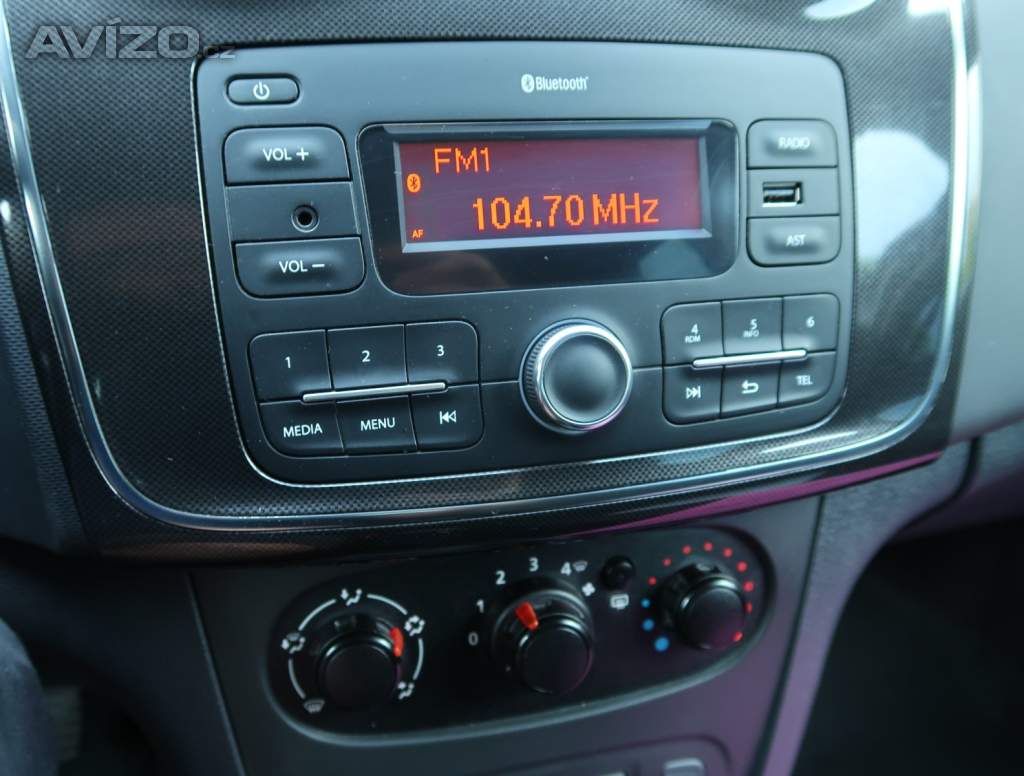 AVÍZO.cz
Bluetooth
VOL +
RADIO
FM1
104.70 MHz
AF
AST
VOL –
1
2
3
4
RDM
5
INFO
6
MEDIA
MENU
TEL
0
1
2
3
4